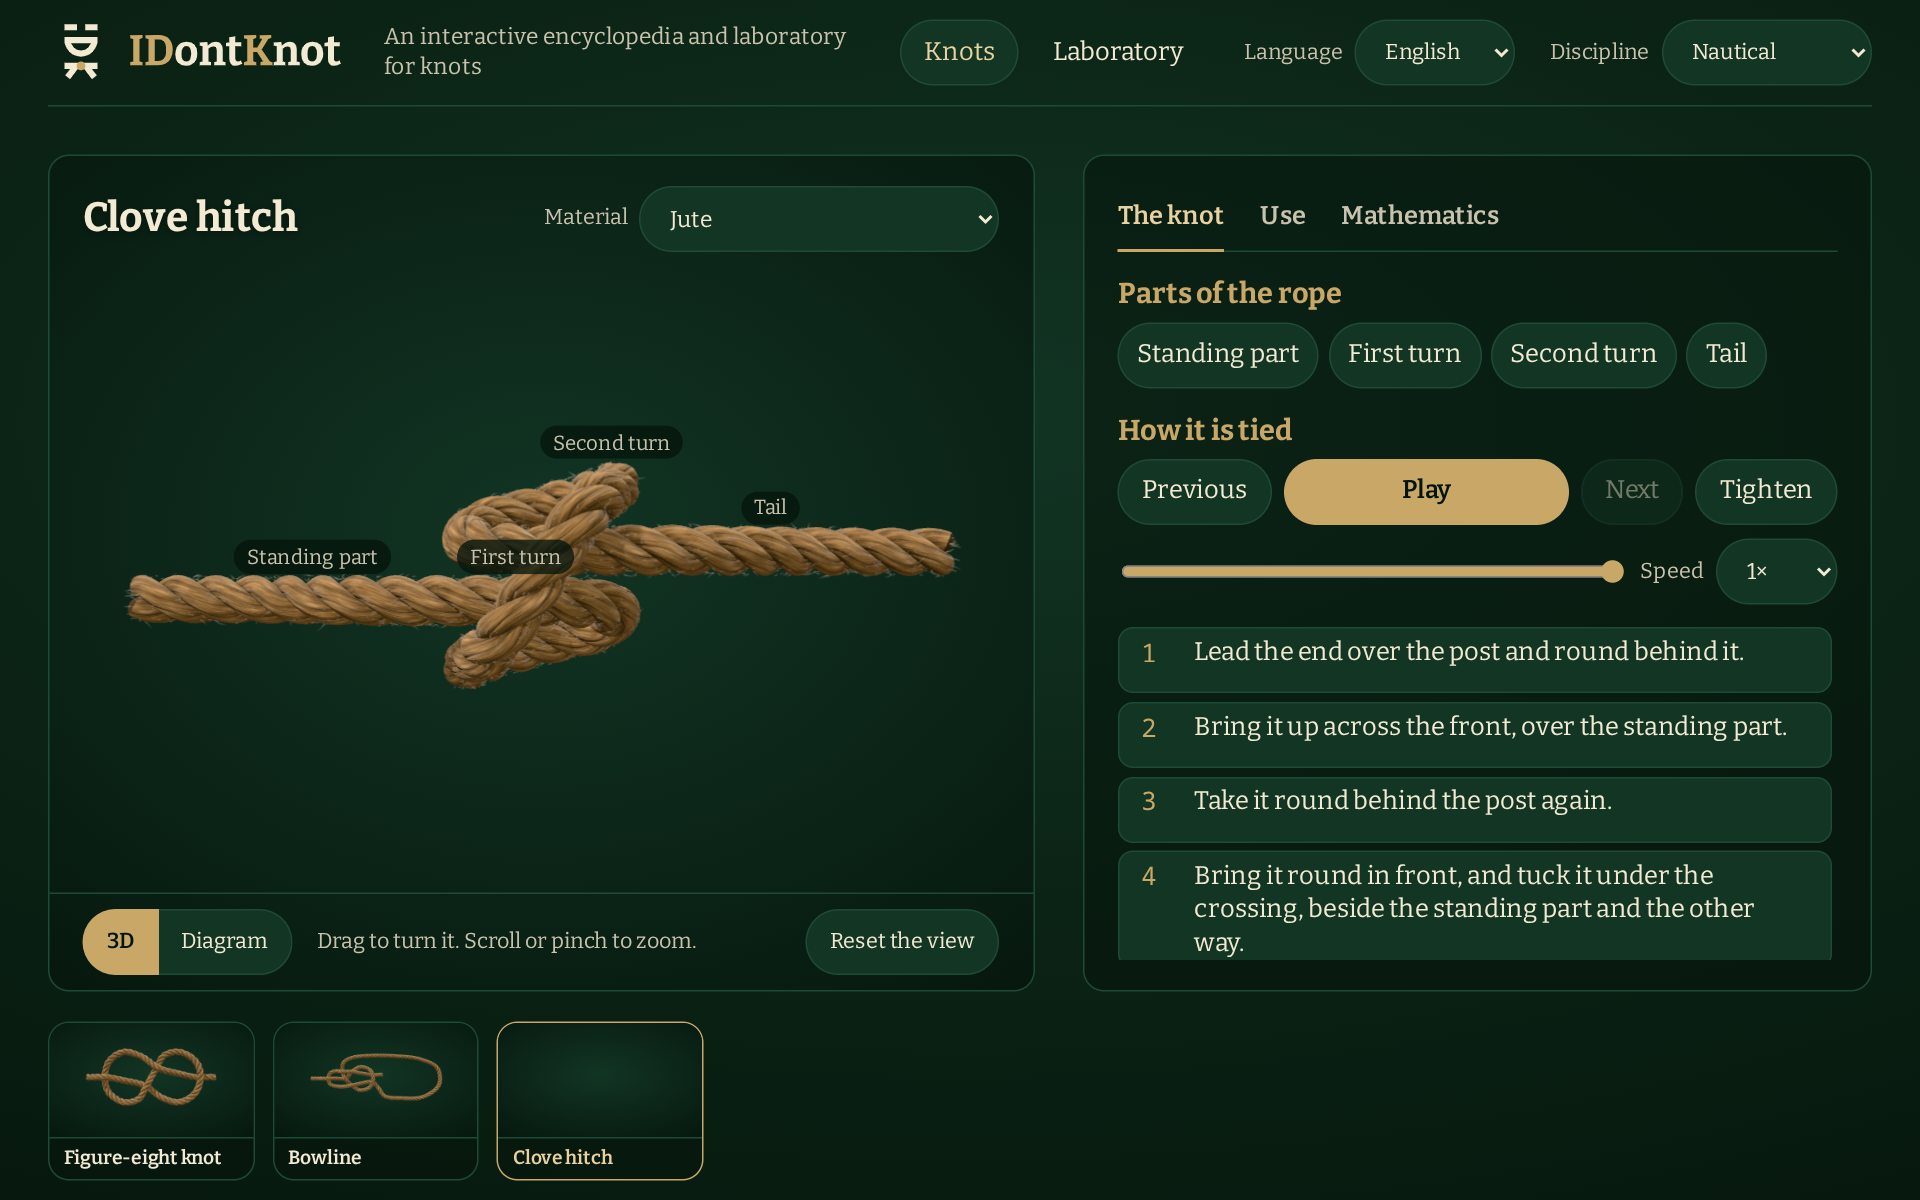 IDontKnot
An interactive encyclopedia and laboratory
for knots
Knots
Laboratory
Language
English
Discipline
Nautical
Clove hitch
Material
Jute
Second turn
Tail
Standing part
First turn
3D
Diagram
Drag to turn it. Scroll or pinch to zoom.
Reset the view
The knot
Use
Mathematics
Parts of the rope
Standing part
First turn
Second turn
Tail
How it is tied
Previous
Play
Next
Tighten
Speed
1×
1 Lead the end over the post and round behind it.
2 Bring it up across the front, over the standing part.
3 Take it round behind the post again.
4 Bring it round in front, and tuck it under the
crossing, beside the standing part and the other
way.
Figure-eight knot
Bowline
Clove hitch